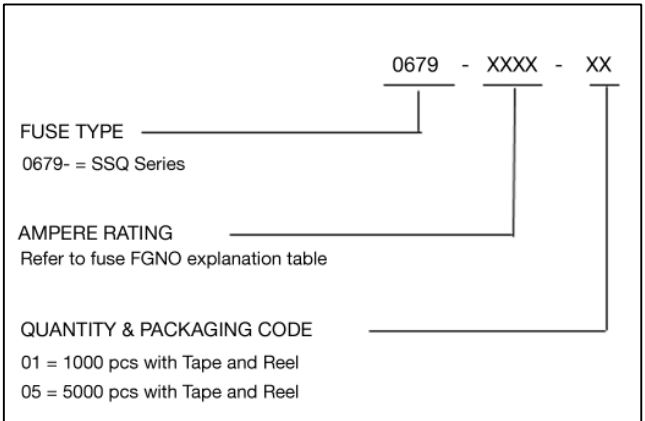 0679 - XXXX - XX
FUSE TYPE
0679- = SSQ Series
AMPERE RATING
Refer to fuse FGNO explanation table
QUANTITY & PACKAGING CODE
01 = 1000 pcs with Tape and Reel
05 = 5000 pcs with Tape and Reel